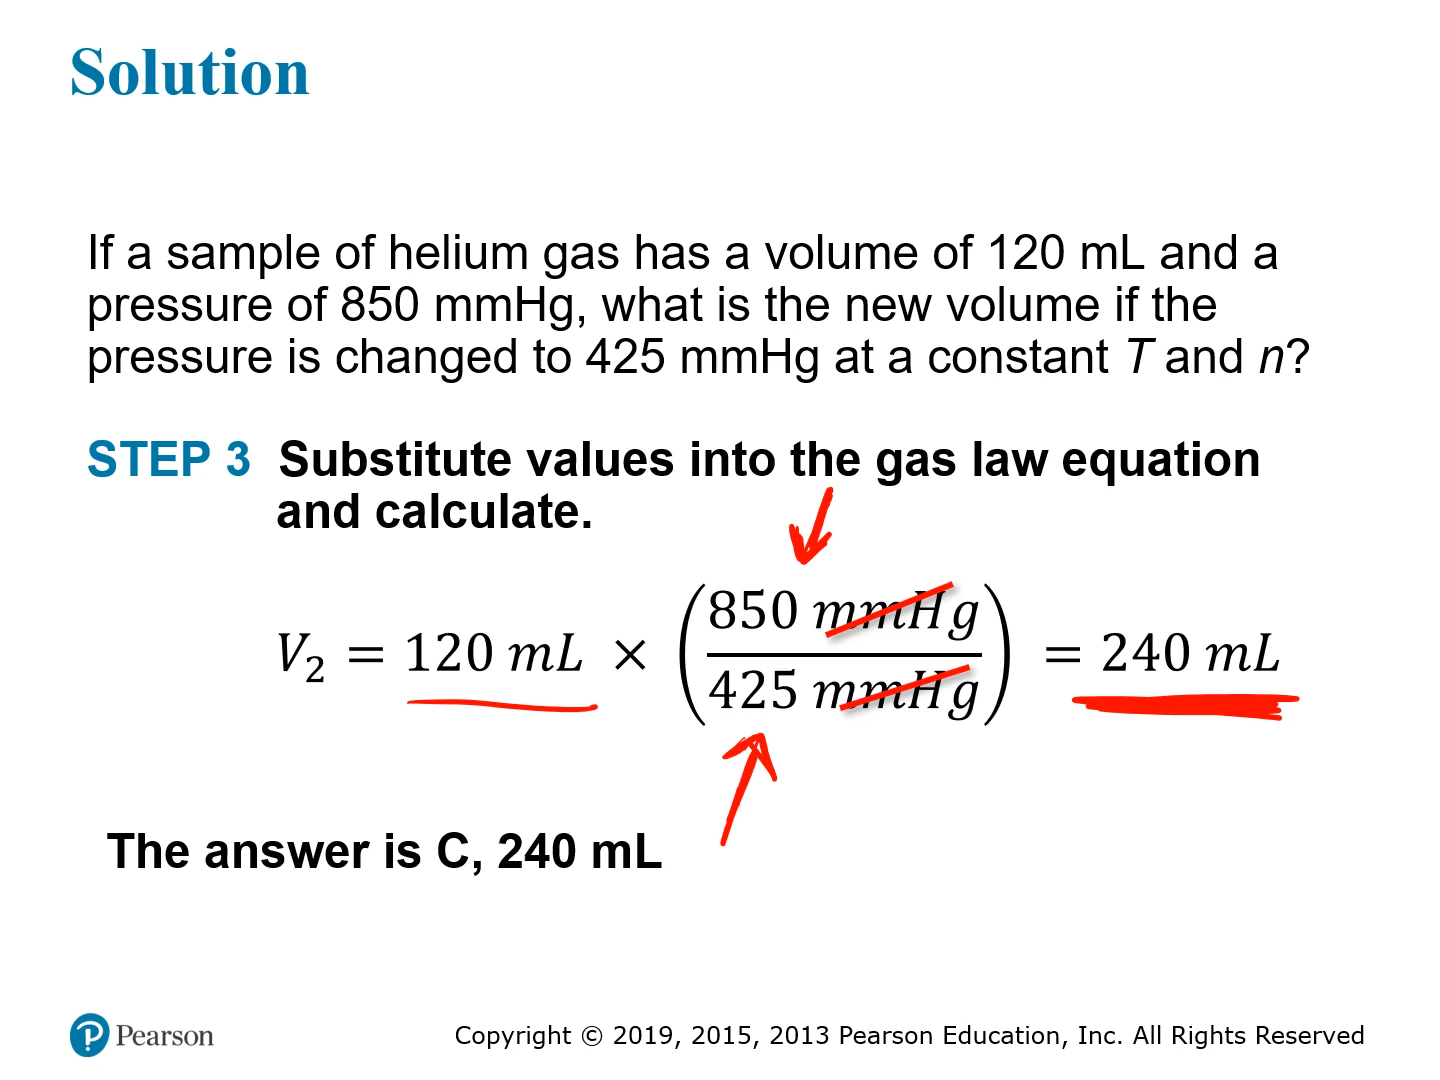 Solution
If a sample of helium gas has a volume of 120 mL and a
pressure of 850 mmHg, what is the new volume if the
pressure is changed to 425 mmHg at a constant T and n?
STEP 3 Substitute values into the gas law equation
and calculate.
V₂ = 120 mL × (850 mmHg / 425 mmHg) = 240 mL
The answer is C, 240 mL
Pearson
Copyright © 2019, 2015, 2013 Pearson Education, Inc. All Rights Reserved